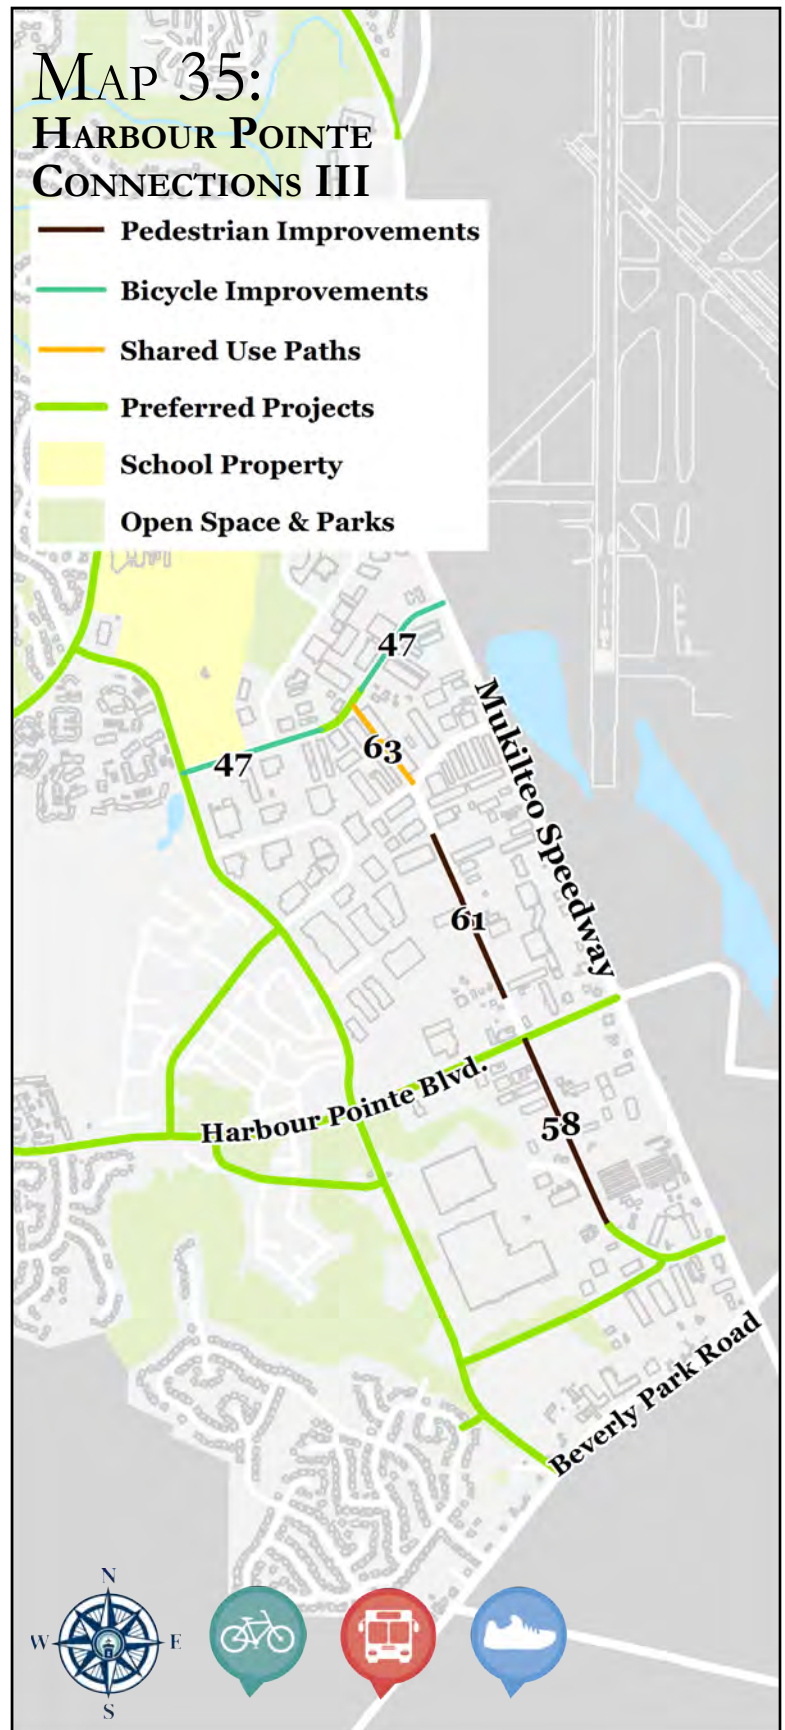 Map 35:
Harbour Pointe
Connections III
Pedestrian Improvements
Bicycle Improvements
Shared Use Paths
Preferred Projects
School Property
Open Space & Parks
47
47
63
Mukilteo Speedway
61
Harbour Pointe Blvd.
58
Beverly Park Road
N
W E
S